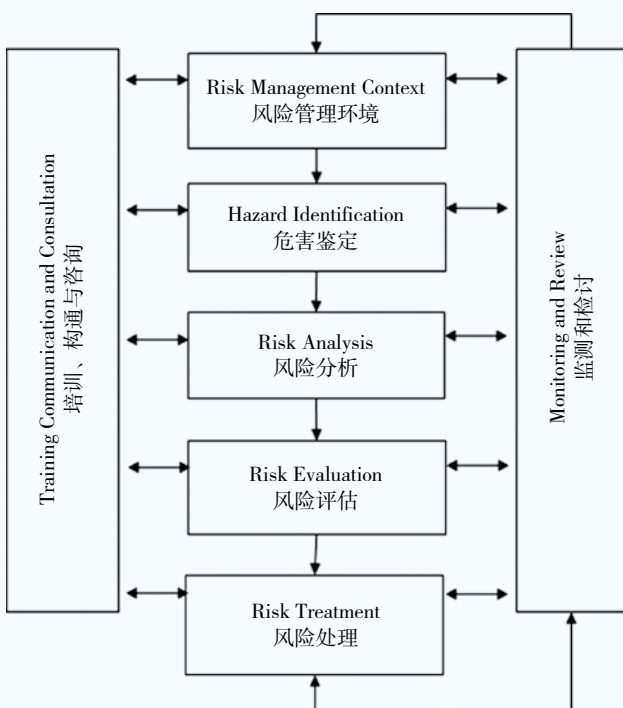 Training Communication and Consultation
培训、构通与咨询
Risk Management Context
风险管理环境
Hazard Identification
危害鉴定
Risk Analysis
风险分析
Risk Evaluation
风险评估
Risk Treatment
风险处理
Monitoring and Review
监测和检讨